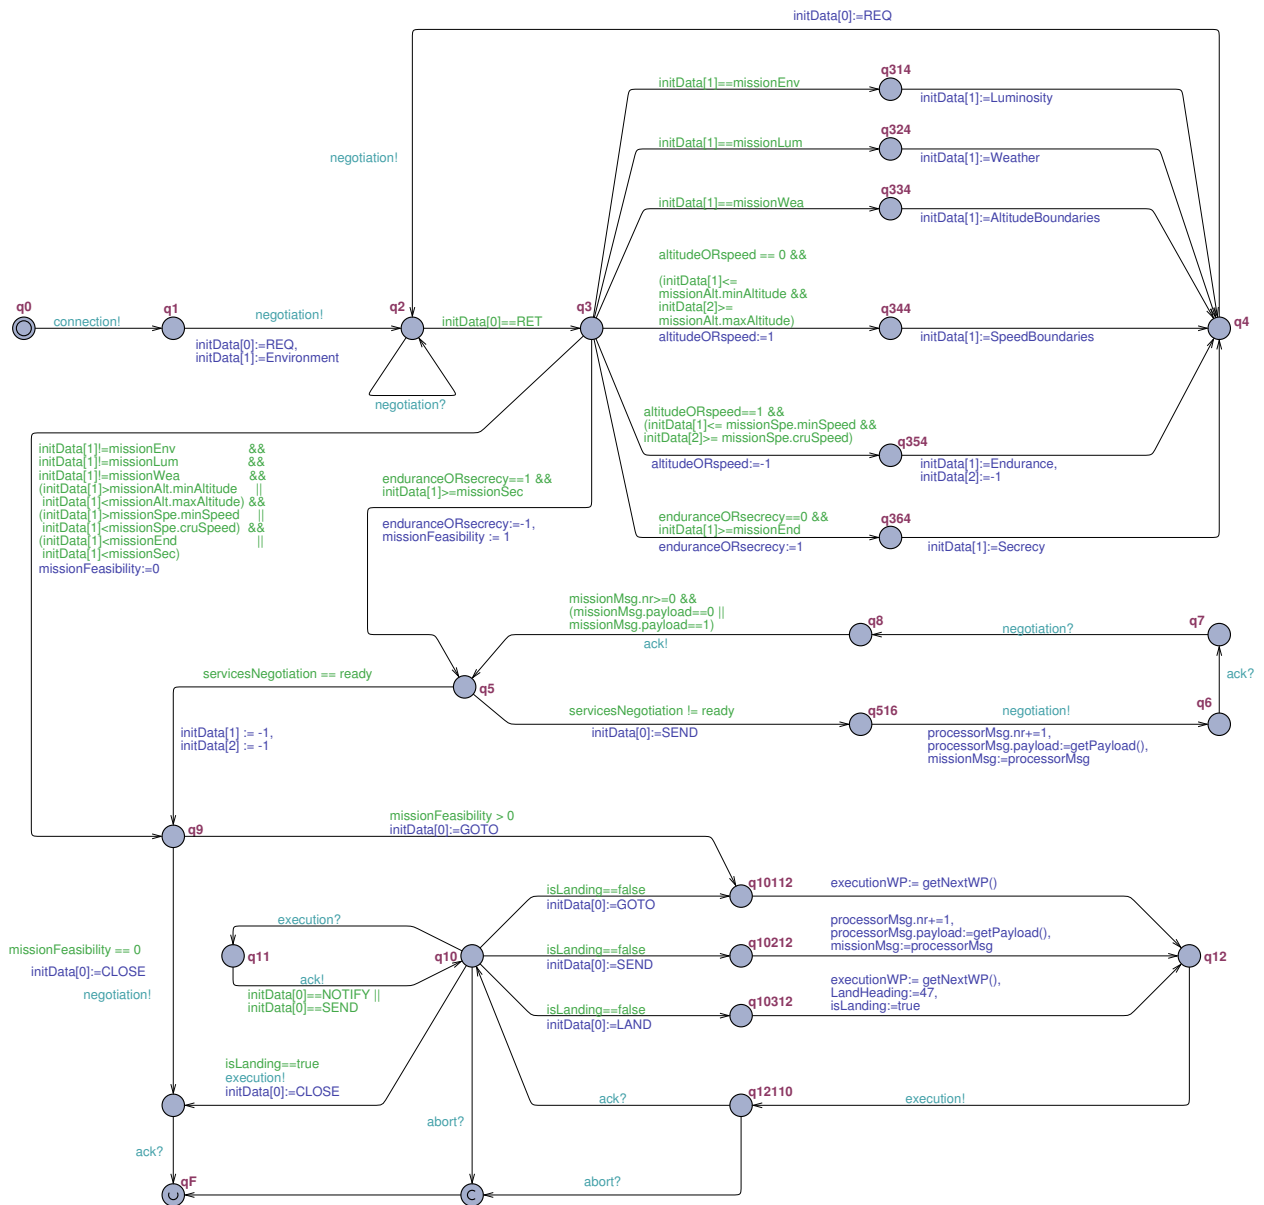 initData[0]:=REQ
q314
initData[1]==missionEnv
initData[1]:=Luminosity
q324
initData[1]==missionLum
initData[1]:=Weather
negotiation!
q334
initData[1]==missionWea
initData[1]:=AltitudeBoundaries
altitudeORspeed == 0 &&
(initData[1]<=
missionAlt.minAltitude &&
initData[2]>=
missionAlt.maxAltitude)
altitudeORspeed:=1
q0
connection!
q1
negotiation!
initData[0]:=REQ,
initData[1]:=Environment
q2
initData[0]==RET
negotiation?
q3
q344
initData[1]:=SpeedBoundaries
q4
altitudeORspeed==1 &&
(initData[1]<= missionSpe.minSpeed &&
initData[2]>= missionSpe.cruSpeed)
altitudeORspeed:=-1
q354
initData[1]:=Endurance,
initData[2]:=-1
initData[1]!=missionEnv &&
initData[1]!=missionLum &&
initData[1]!=missionWea &&
(initData[1]>missionAlt.minAltitude ||
initData[1]<missionAlt.maxAltitude) &&
(initData[1]>missionSpe.minSpeed ||
initData[1]<missionSpe.cruSpeed) &&
(initData[1]<missionEnd ||
initData[1]<missionSec)
missionFeasibility:=0
enduranceORsecrecy==1 &&
initData[1]>=missionSec
enduranceORsecrecy:=-1,
missionFeasibility := 1
enduranceORsecrecy==0 &&
initData[1]>=missionEnd
enduranceORsecrecy:=1
q364
initData[1]:=Secrecy
missionMsg.nr>=0 &&
(missionMsg.payload==0 ||
missionMsg.payload==1)
ack!
q8
negotiation?
q7
ack?
servicesNegotiation == ready
q5
initData[1] := -1,
initData[2] := -1
servicesNegotiation != ready
initData[0]:=SEND
q516
negotiation!
processorMsg.nr+=1,
processorMsg.payload:=getPayload(),
missionMsg:=processorMsg
q6
q9
missionFeasibility > 0
initData[0]:=GOTO
q10112
executionWP:= getNextWP()
isLanding==false
initData[0]:=GOTO
execution?
q11
ack!
initData[0]==NOTIFY ||
initData[0]==SEND
q10
isLanding==false
initData[0]:=SEND
q10212
processorMsg.nr+=1,
processorMsg.payload:=getPayload(),
missionMsg:=processorMsg
q12
missionFeasibility == 0
initData[0]:=CLOSE
negotiation!
isLanding==false
initData[0]:=LAND
q10312
executionWP:= getNextWP(),
LandHeading:=47,
isLanding:=true
isLanding==true
execution!
initData[0]:=CLOSE
ack?
q12110
execution!
abort?
ack?
qF
abort?